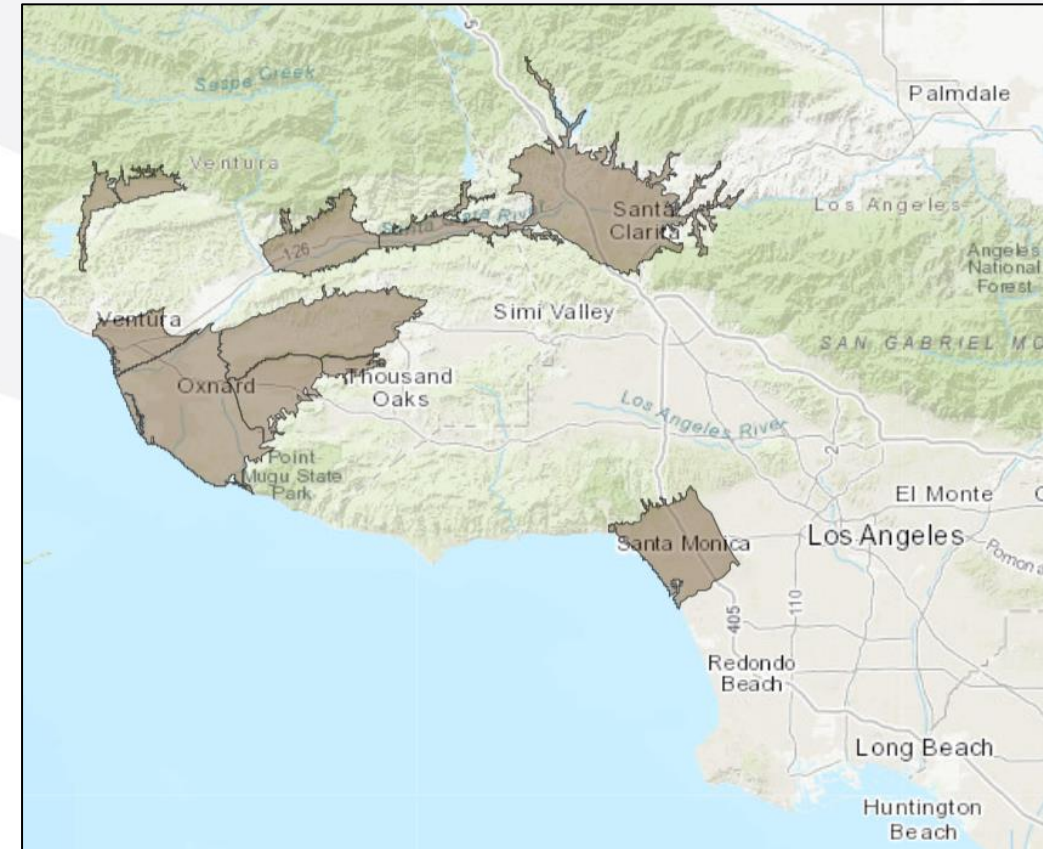 5
Palmdale
Sespe Creek
Ventura
Los Angeles
Santa Clara River
Santa
Clarita
126
Angeles
National
Forest
Simi Valley
Ventura
SAN GABRIEL MO
Oxnard
Thousand
Oaks
Los Angeles River
2
Point
Mugu State
Park
El Monte
Santa Monica
Los Angeles
Pomona
405
110
Redondo
Beach
Long Beach
Huntington
Beach